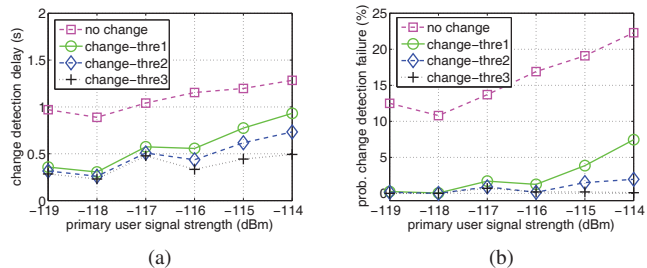 2
1.5
1
0.5
0
no change
change-thre1
change-thre2
change-thre3
change detection delay (s)
−119 −118 −117 −116 −115 −114
primary user signal strength (dBm)
(a)
25
20
15
10
5
0
no change
change-thre1
change-thre2
change-thre3
prob. change detection failure (%)
−119 −118 −117 −116 −115 −114
primary user signal strength (dBm)
(b)